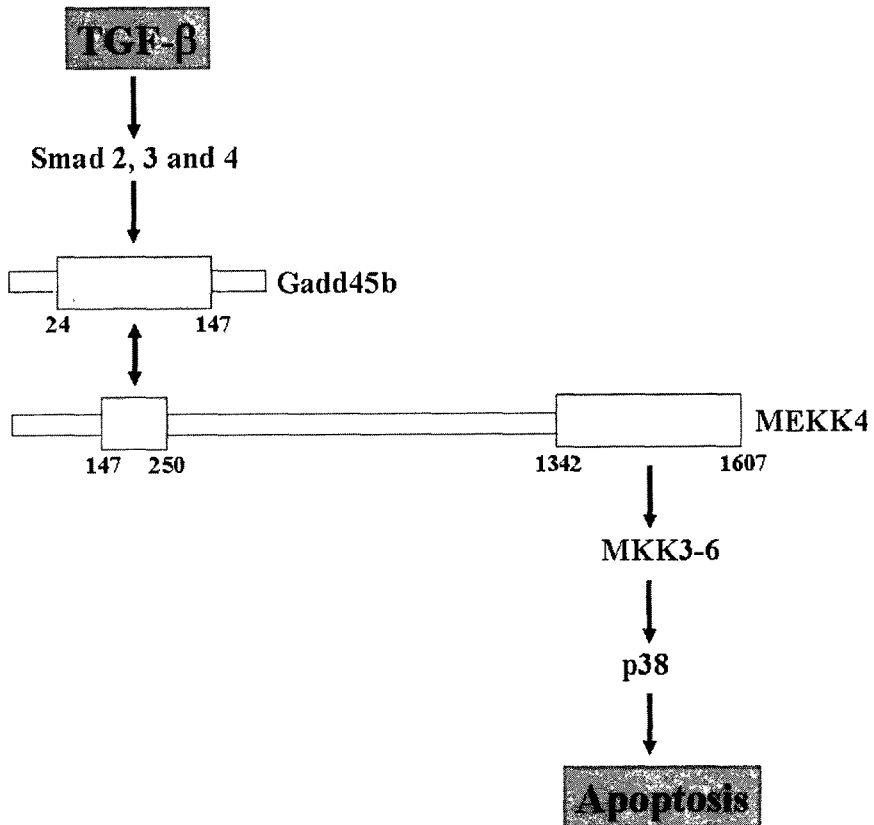 TGF-β
Smad 2, 3 and 4
Gadd45b
24 147
MEKK4
147 250 1342 1607
MKK3-6
p38
Apoptosis